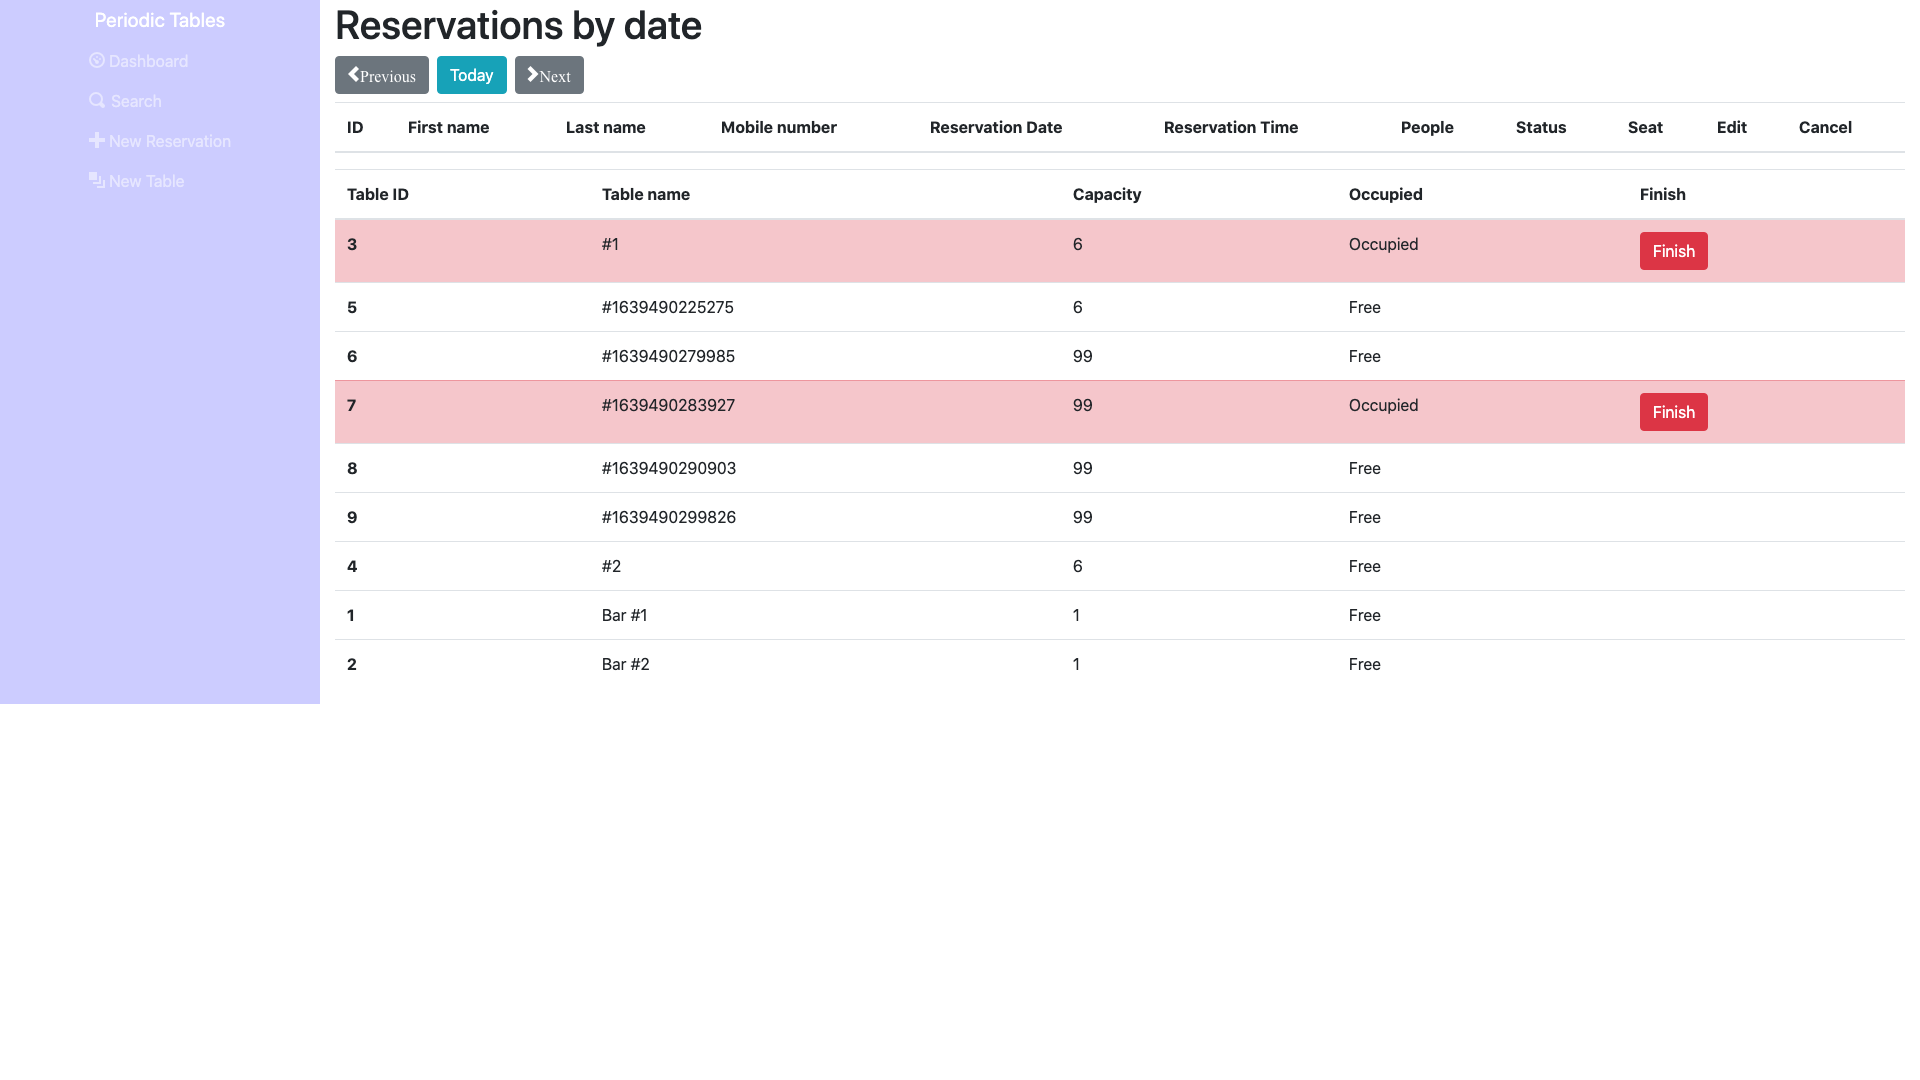 Periodic Tables
Dashboard
Search
New Reservation
New Table
Reservations by date
Previous Today Next
ID First name Last name Mobile number Reservation Date Reservation Time People Status Seat Edit Cancel
Table ID Table name Capacity Occupied Finish
3 #1 6 Occupied Finish
5 #1639490225275 6 Free
6 #1639490279985 99 Free
7 #1639490283927 99 Occupied Finish
8 #1639490290903 99 Free
9 #1639490299826 99 Free
4 #2 6 Free
1 Bar #1 1 Free
2 Bar #2 1 Free